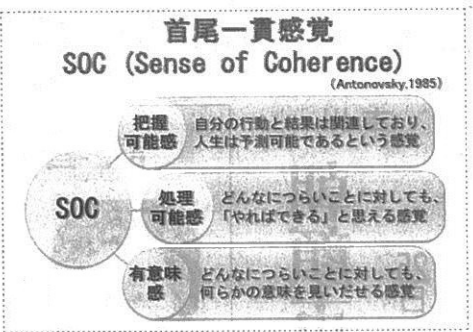 首尾一貫感覚
SOC (Sense of Coherence)
(Antonovsky,1985)
SOC
把握
可能感
自分の行動と結果は関連しており、
人生は予測可能であるという感覚
処理
可能感
どんなにつらいことに対しても、
「やればできる」と思える感覚
有意味
感
どんなにつらいことに対しても、
何らかの意味を見いだせる感覚